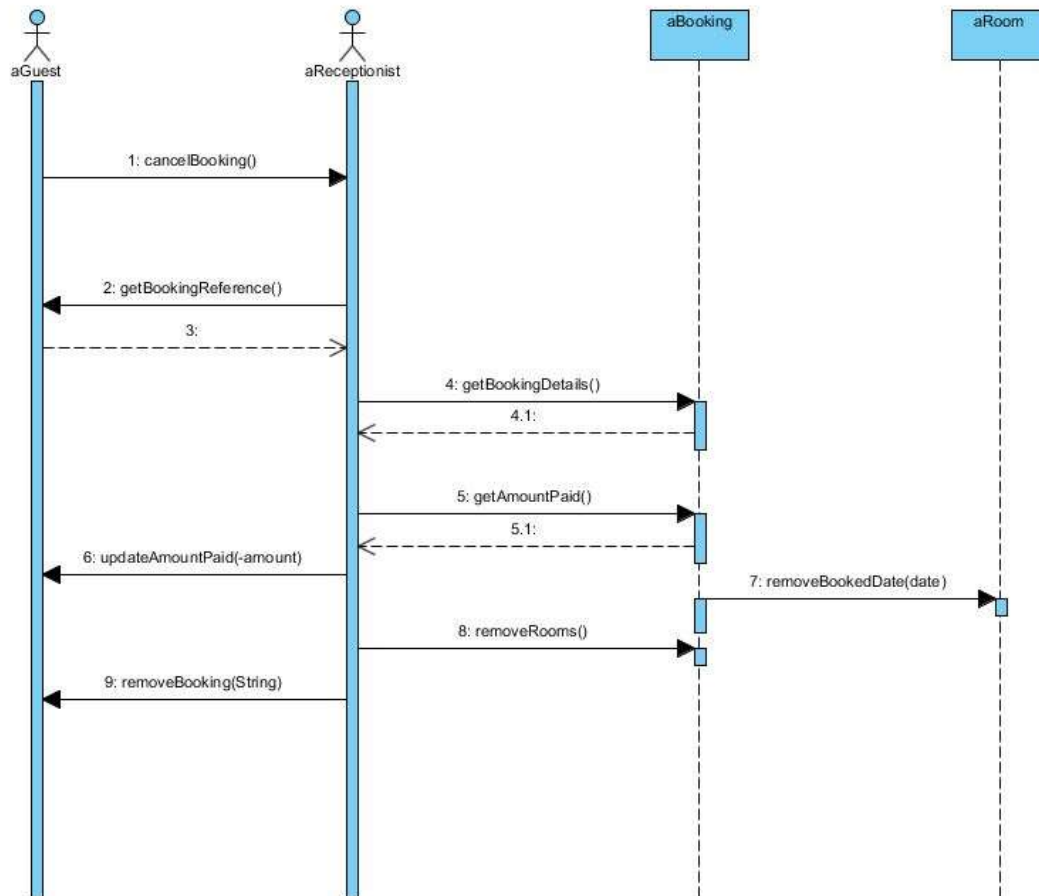 aGuest
aReceptionist
aBooking
aRoom
1: cancelBooking()
2: getBookingReference()
3:
4: getBookingDetails()
4.1:
5: getAmountPaid()
5.1:
6: updateAmountPaid(-amount)
7: removeBookedDate(date)
8: removeRooms()
9: removeBooking(String)